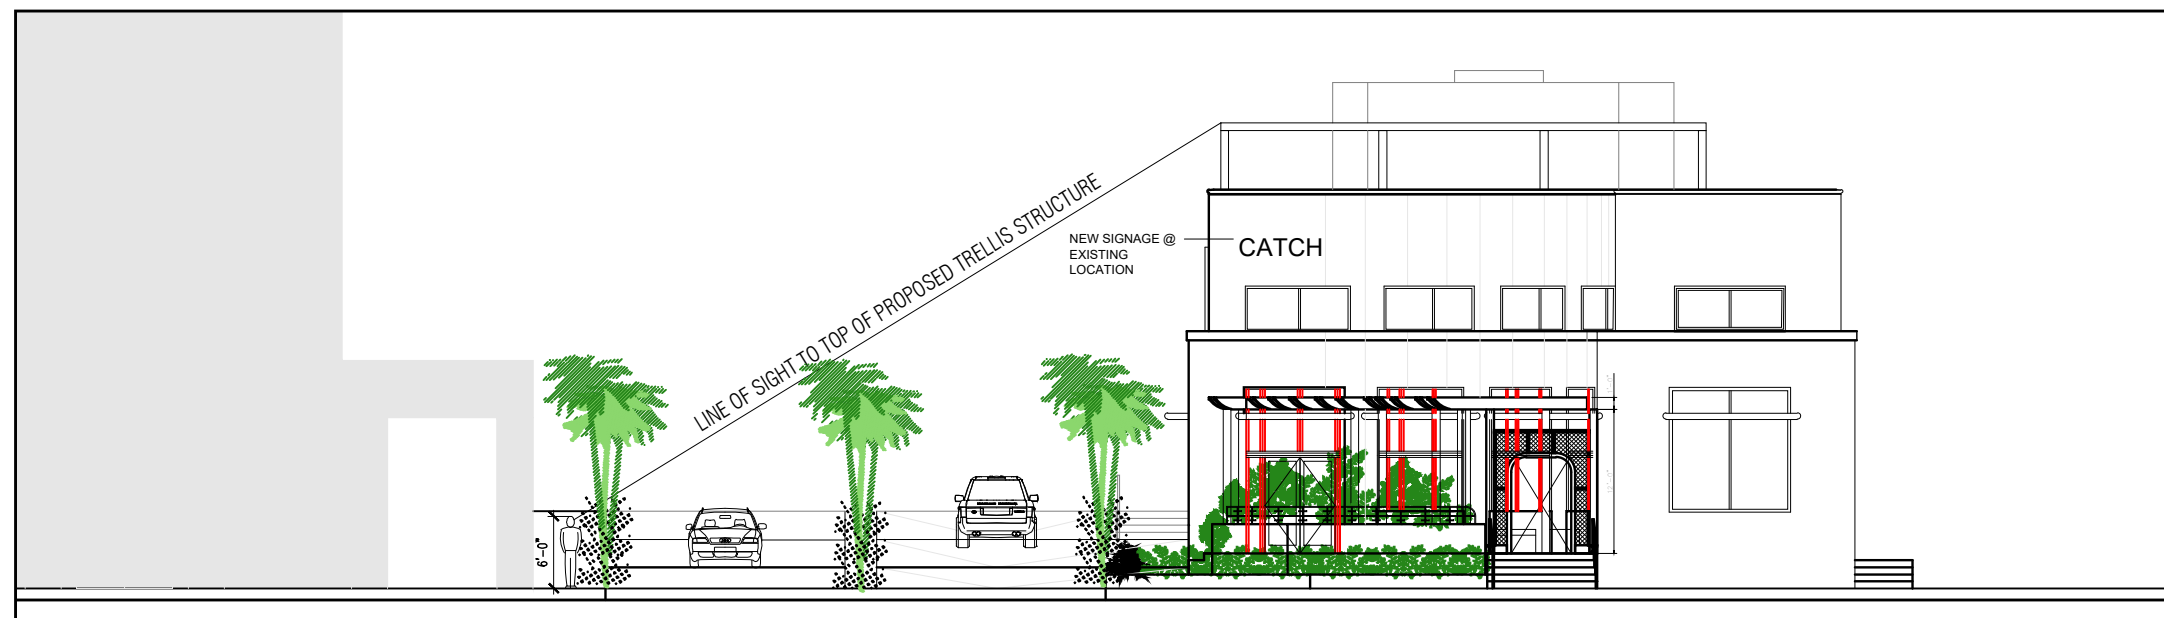 LINE OF SIGHT TO TOP OF PROPOSED TRELLIS STRUCTURE
NEW SIGNAGE @
EXISTING
LOCATION
CATCH
6'-0"